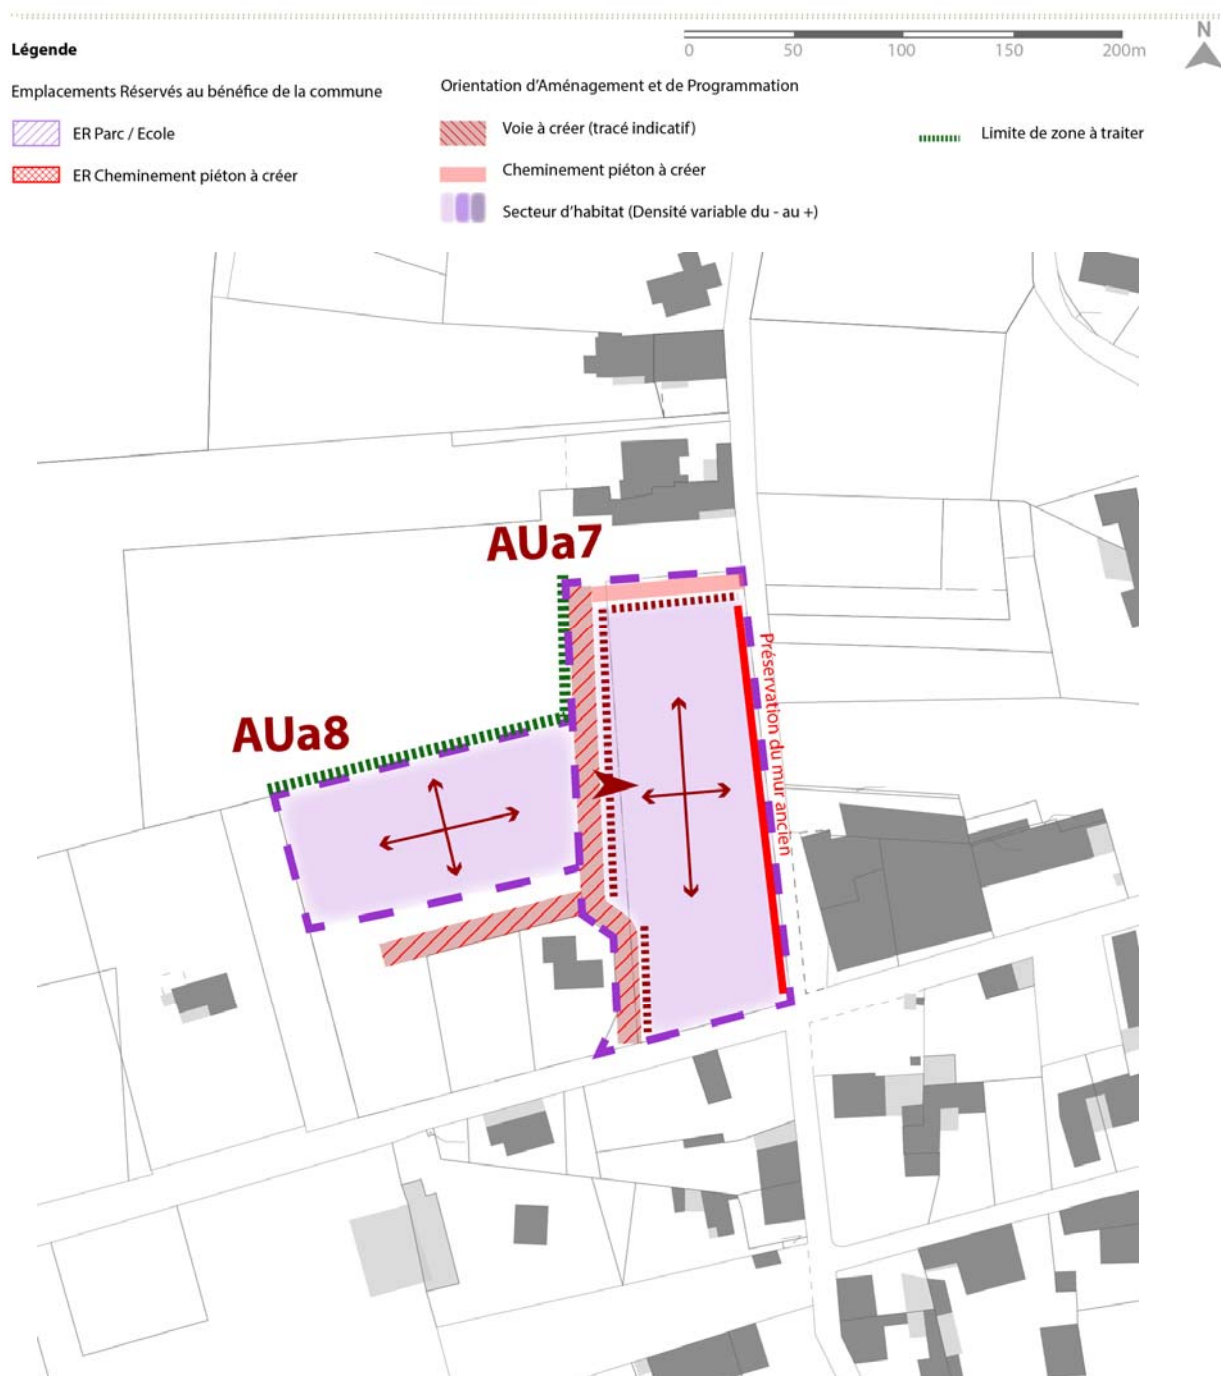 Légende
0 50 100 150 200m
N
Emplacements Réservés au bénéfice de la commune
ER Parc / Ecole
ER Cheminement piéton à créer
Orientation d'Aménagement et de Programmation
Voie à créer (tracé indicatif)
Cheminement piéton à créer
Secteur d'habitat (Densité variable du - au +)
Limite de zone à traiter
AUa7
AUa8
Préservation du mur ancien